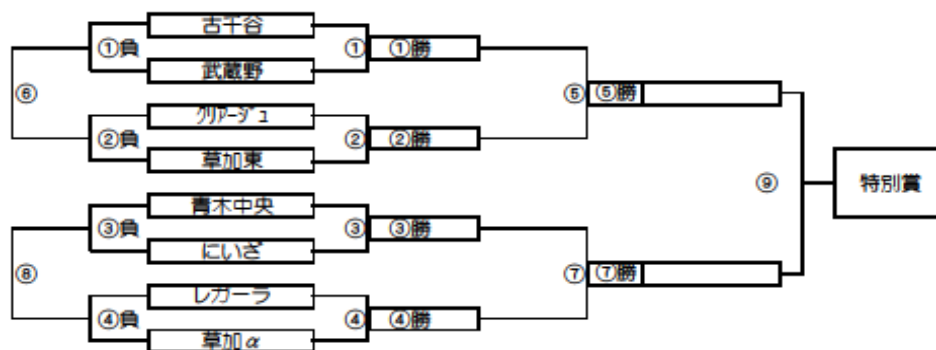 古千谷
①負 ① ①勝
武蔵野
⑥ ⑤ ⑤勝
クリアージュ
②負 ② ②勝
草加東
⑨ 特別賞
青木中央
③負 ③ ③勝
にいざ
⑧ ⑦ ⑦勝
レガーラ
④負 ④ ④勝
草加α